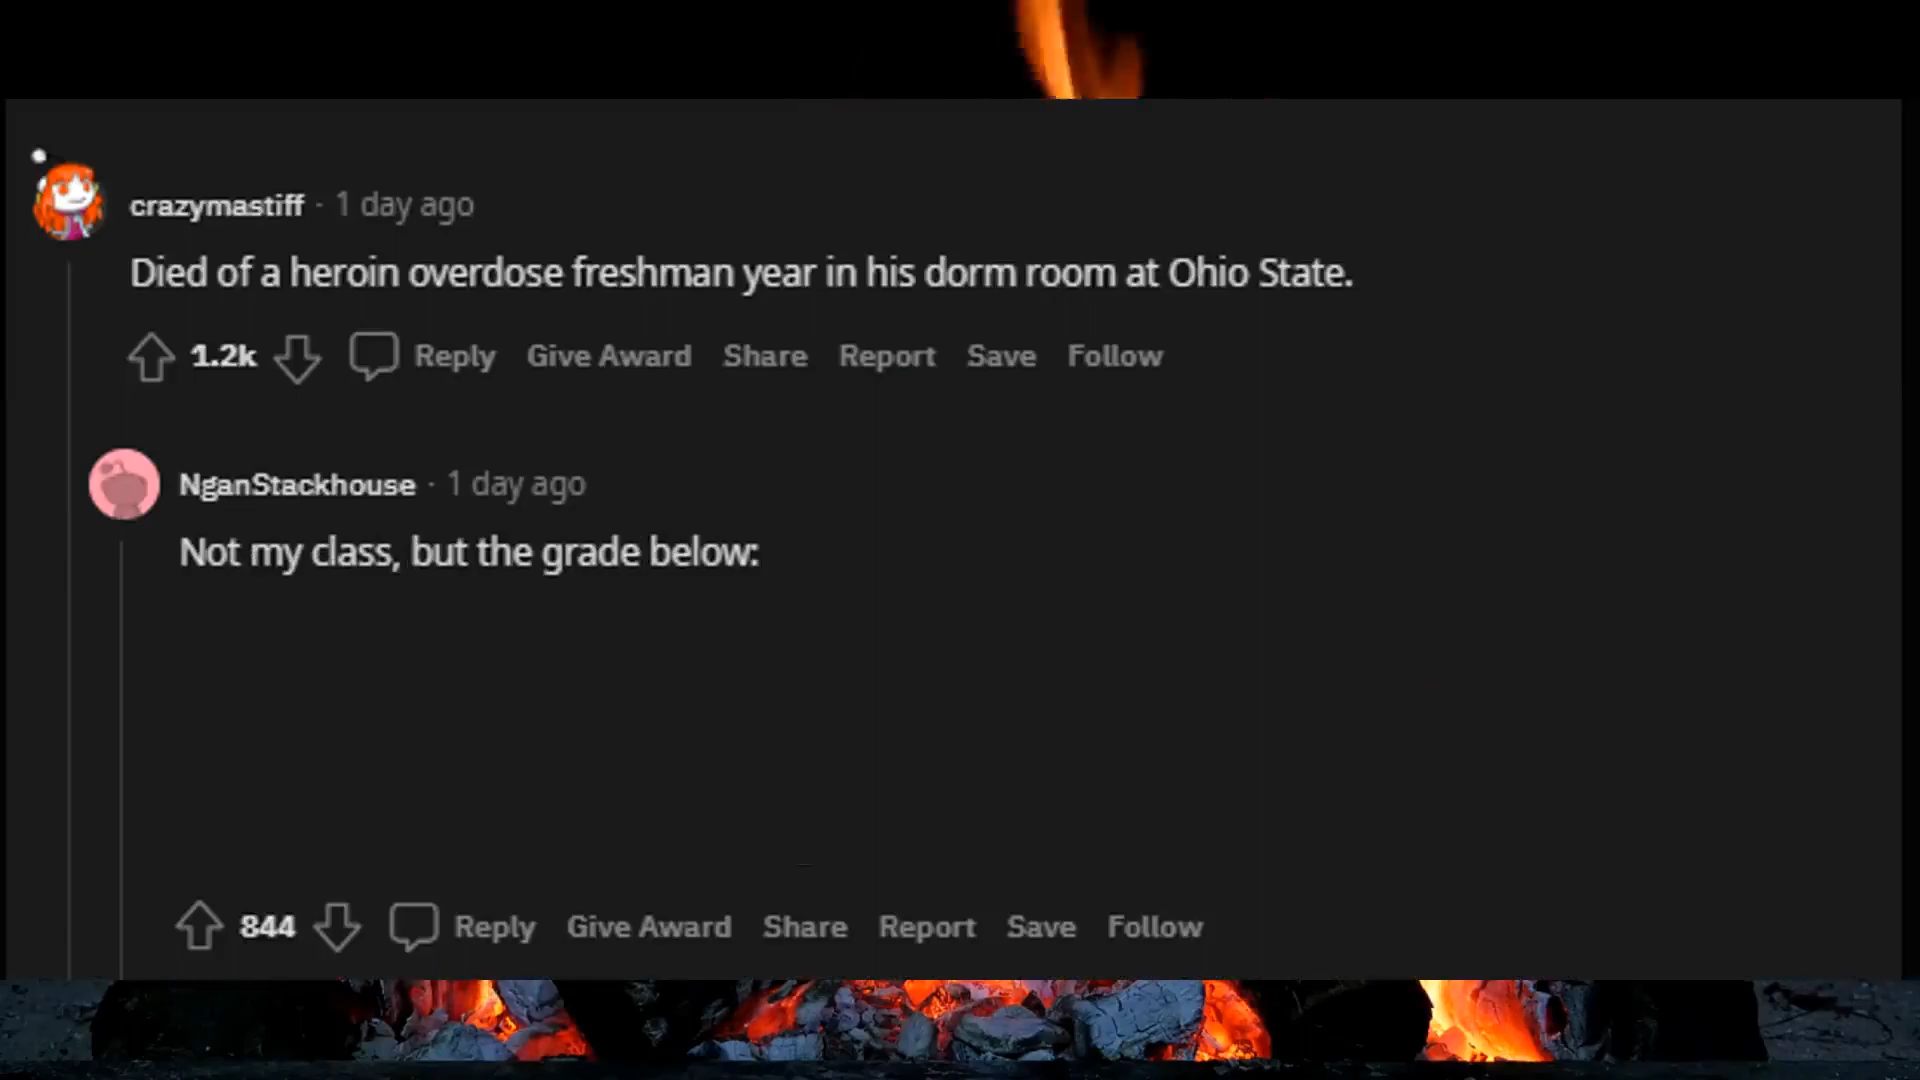 crazymastiff · 1 day ago
Died of a heroin overdose freshman year in his dorm room at Ohio State.
1.2k Reply Give Award Share Report Save Follow
NganStackhouse · 1 day ago
Not my class, but the grade below:
844 Reply Give Award Share Report Save Follow